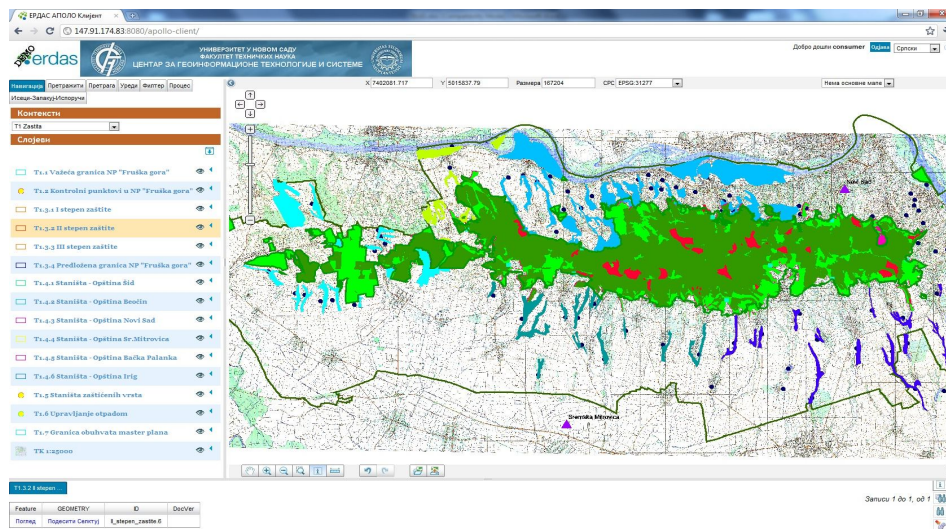 ЕРДАС АПОЛО Клијент
147.91.174.83:8080/apollo-client/
DEMO
erdas
УНИВЕРЗИТЕТ У НОВОМ САДУ
ФАКУЛТЕТ ТЕХНИЧКИХ НАУКА
ЦЕНТАР ЗА ГЕОИНФОРМАЦИОНЕ ТЕХНОЛОГИЈЕ И СИСТЕМЕ
Добро дошли consumer Одјава Српски
Навигација Претражити Претрага Уреди Филтер Процес
Исеци-Запакуј-Испоручи
X 7402081.717 Y 5015837.79 Размера 167204 СРС EPSG:31277 Нема основне мапе
Контексти
T1 Zastita
Слојеви
T1.1 Važeća granica NP "Fruška gora"
T1.2 Kontrolni punktovi u NP "Fruška gora"
T1.3.1 I stepen zaštite
T1.3.2 II stepen zaštite
T1.3.3 III stepen zaštite
T1.3.4 Predložena granica NP "Fruška gora"
T1.4.1 Staništa - Opština Šid
T1.4.2 Staništa - Opština Beočin
T1.4.3 Staništa - Opština Novi Sad
T1.4.4 Staništa - Opština Sr.Mitrovica
T1.4.5 Staništa - Opština Bačka Palanka
T1.4.6 Staništa - Opština Irig
T1.5 Staništa zaštićenih vrsta
T1.6 Upravljanje otpadom
T1.7 Granica obuhvata master plana
TK 1:25000
Novi Sad
Sremska Mitrovica
T1.3.2 II stepen ...
Записи 1 до 1, од 1
Feature GEOMETRY ID DocVer
Поглед Подесити Селктуј II_stepen_zastite.6